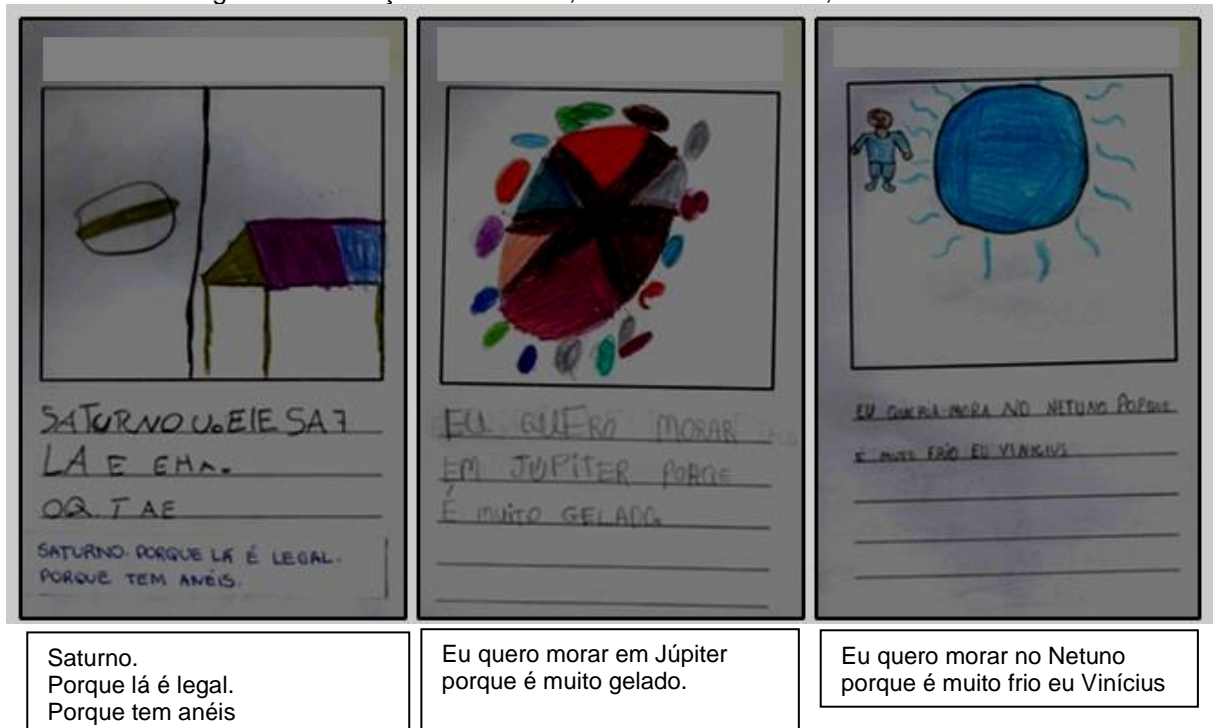 SATURNO U.EIE SA7
LA E EHA.
OQ. T AE
SATURNO. PORQUE LÁ É LEGAL.
PORQUE TEM ANÉIS.
EU QUERO MORAR
EM JÚPITER PORQE
É MUITO GELADO.
EU QUERIA MORA NO NETUNO PORQUE
É MUITO FRIO EU VINICIUS
Saturno.
Porque lá é legal.
Porque tem anéis
Eu quero morar em Júpiter
porque é muito gelado.
Eu quero morar no Netuno
porque é muito frio eu Vinícius